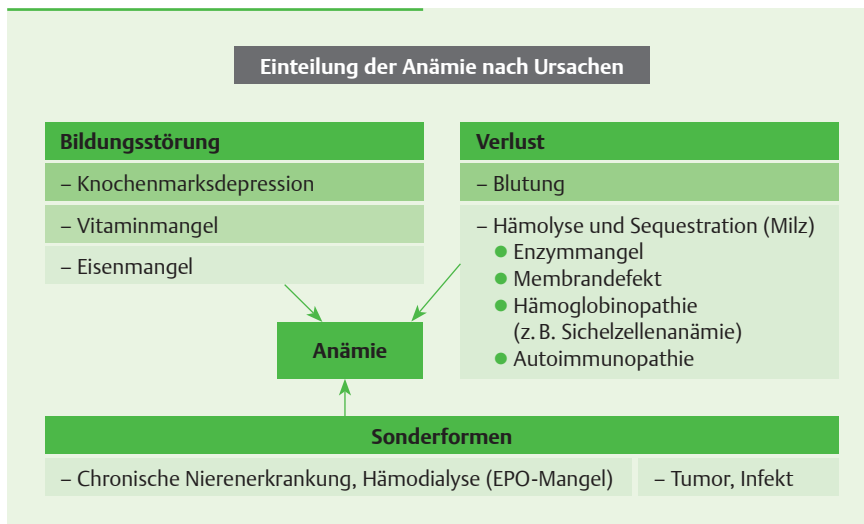 Einteilung der Anämie nach Ursachen
Bildungsstörung
– Knochenmarksdepression
– Vitaminmangel
– Eisenmangel
Verlust
– Blutung
– Hämolyse und Sequestration (Milz)
● Enzymmangel
● Membrandefekt
● Hämoglobinopathie
(z. B. Sichelzellenanämie)
● Autoimmunopathie
Anämie
Sonderformen
– Chronische Nierenerkrankung, Hämodialyse (EPO-Mangel)
– Tumor, Infekt